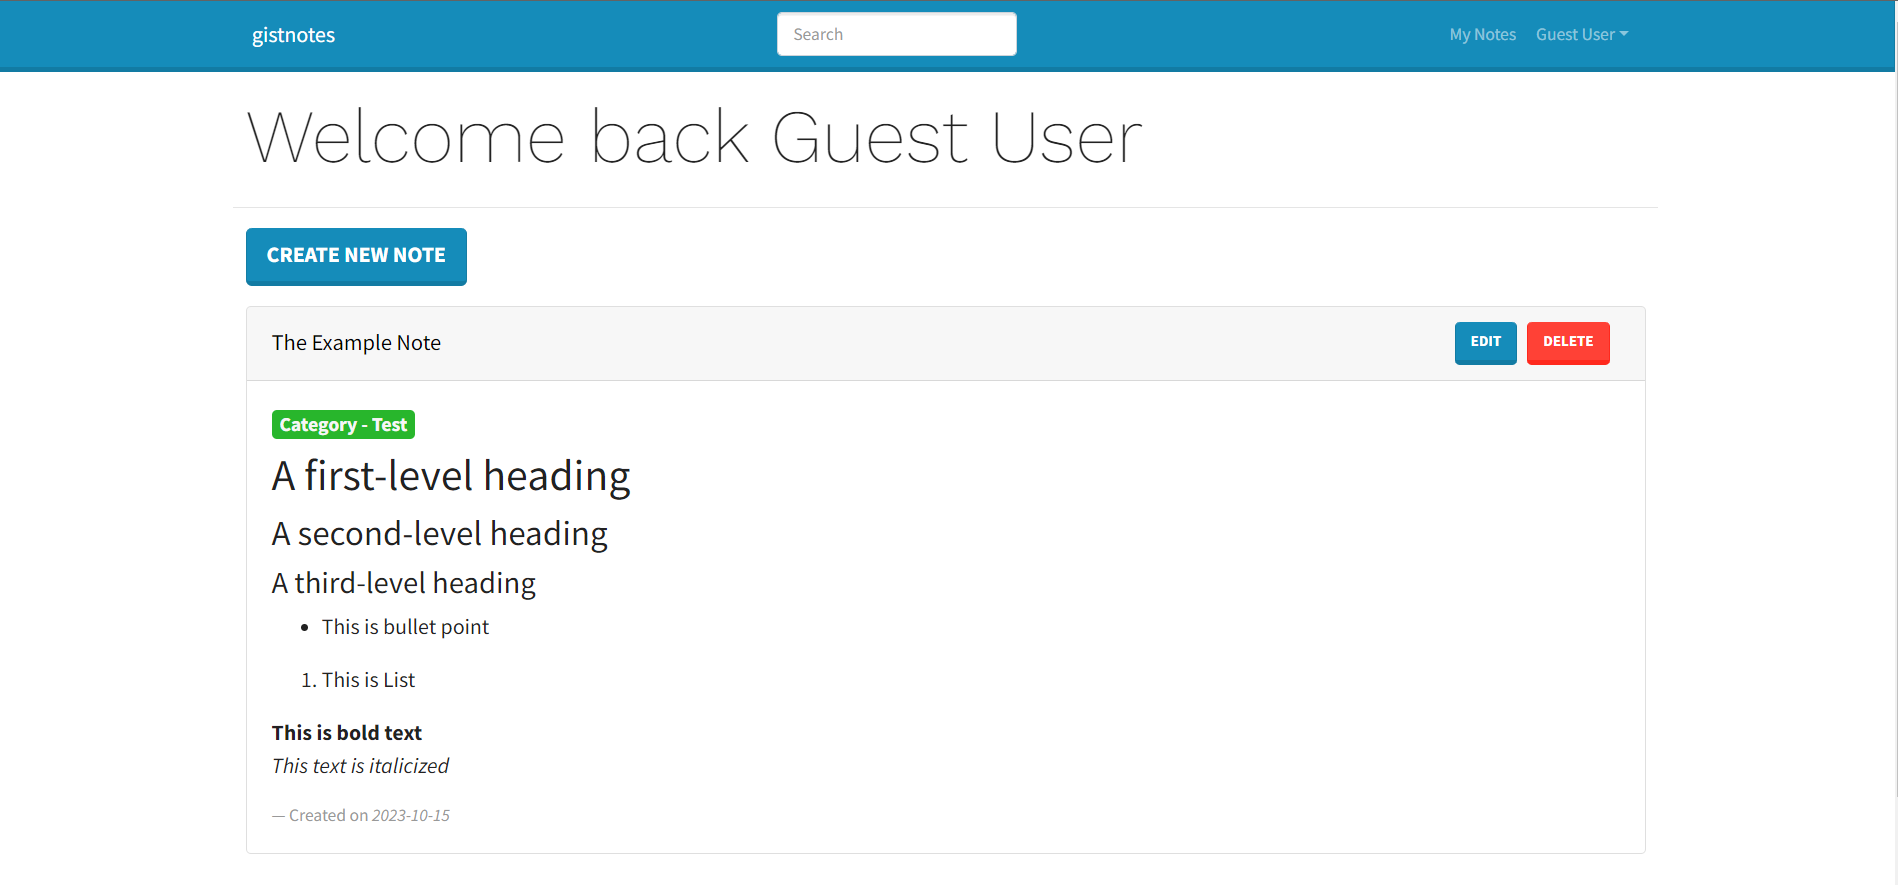 gistnotes
Search
My Notes
Guest User
Welcome back Guest User
CREATE NEW NOTE
The Example Note
EDIT
DELETE
Category - Test
A first-level heading
A second-level heading
A third-level heading
• This is bullet point
1. This is List
This is bold text
This text is italicized
— Created on 2023-10-15